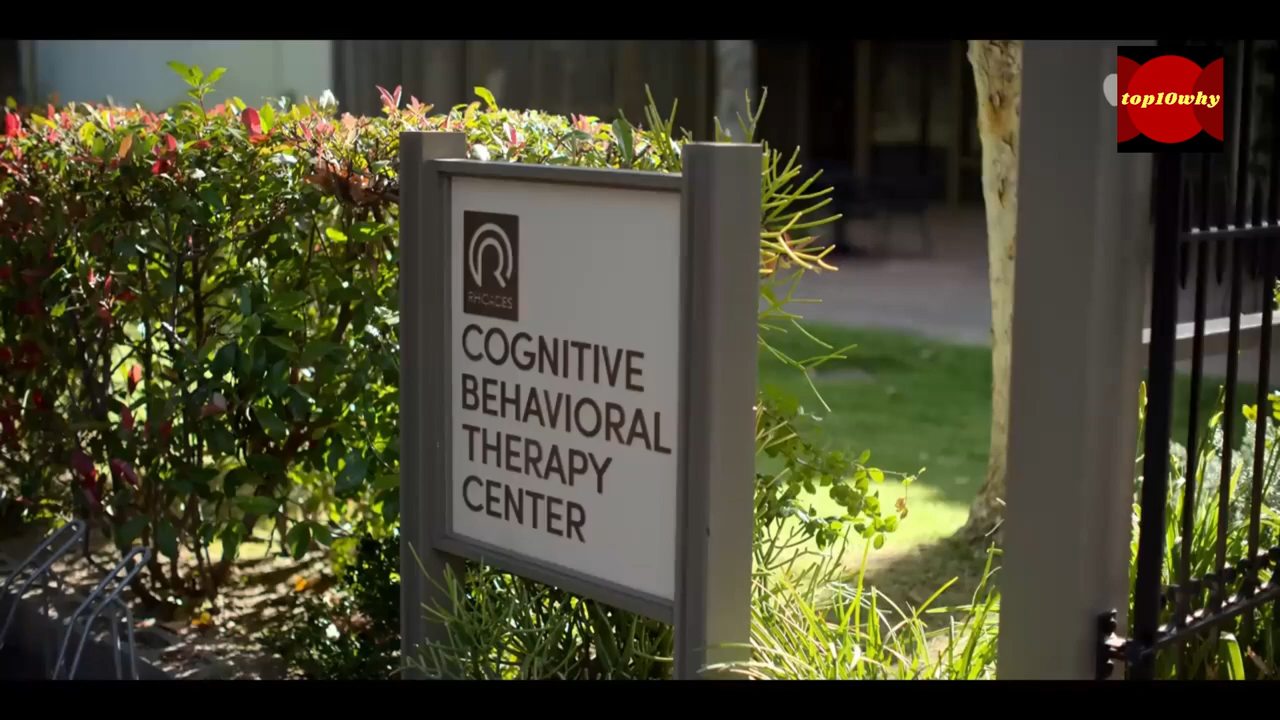 top10why
RHOADES
COGNITIVE
BEHAVIORAL
THERAPY
CENTER